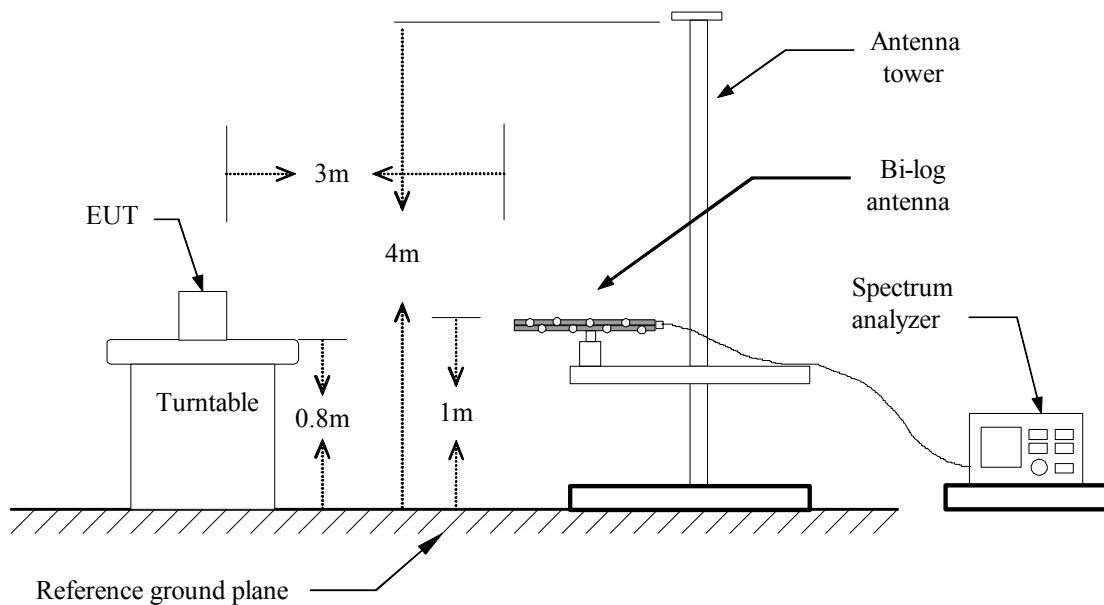 Antenna
tower
3m
Bi-log
antenna
EUT
4m
Spectrum
analyzer
Turntable
0.8m
1m
Reference ground plane